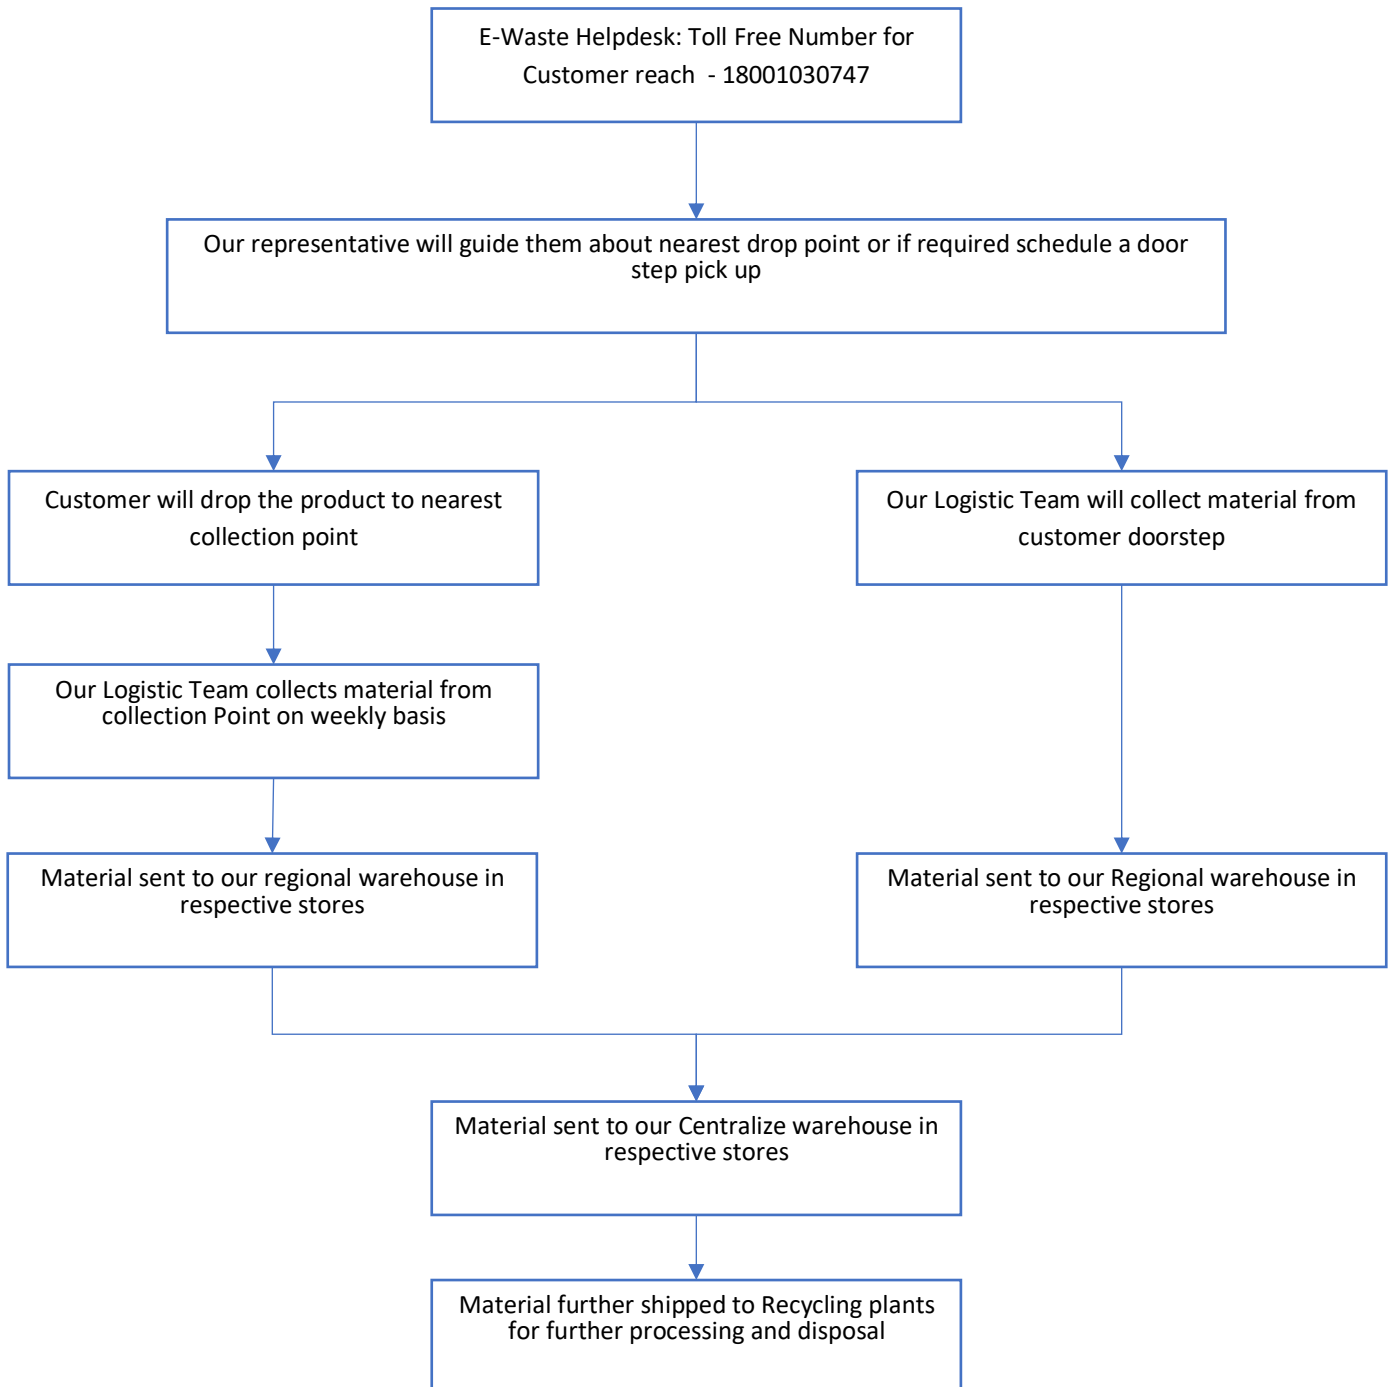 E-Waste Helpdesk: Toll Free Number for
Customer reach - 18001030747
Our representative will guide them about nearest drop point or if required schedule a door
step pick up
Customer will drop the product to nearest
collection point
Our Logistic Team will collect material from
customer doorstep
Our Logistic Team collects material from
collection Point on weekly basis
Material sent to our regional warehouse in
respective stores
Material sent to our Regional warehouse in
respective stores
Material sent to our Centralize warehouse in
respective stores
Material further shipped to Recycling plants
for further processing and disposal